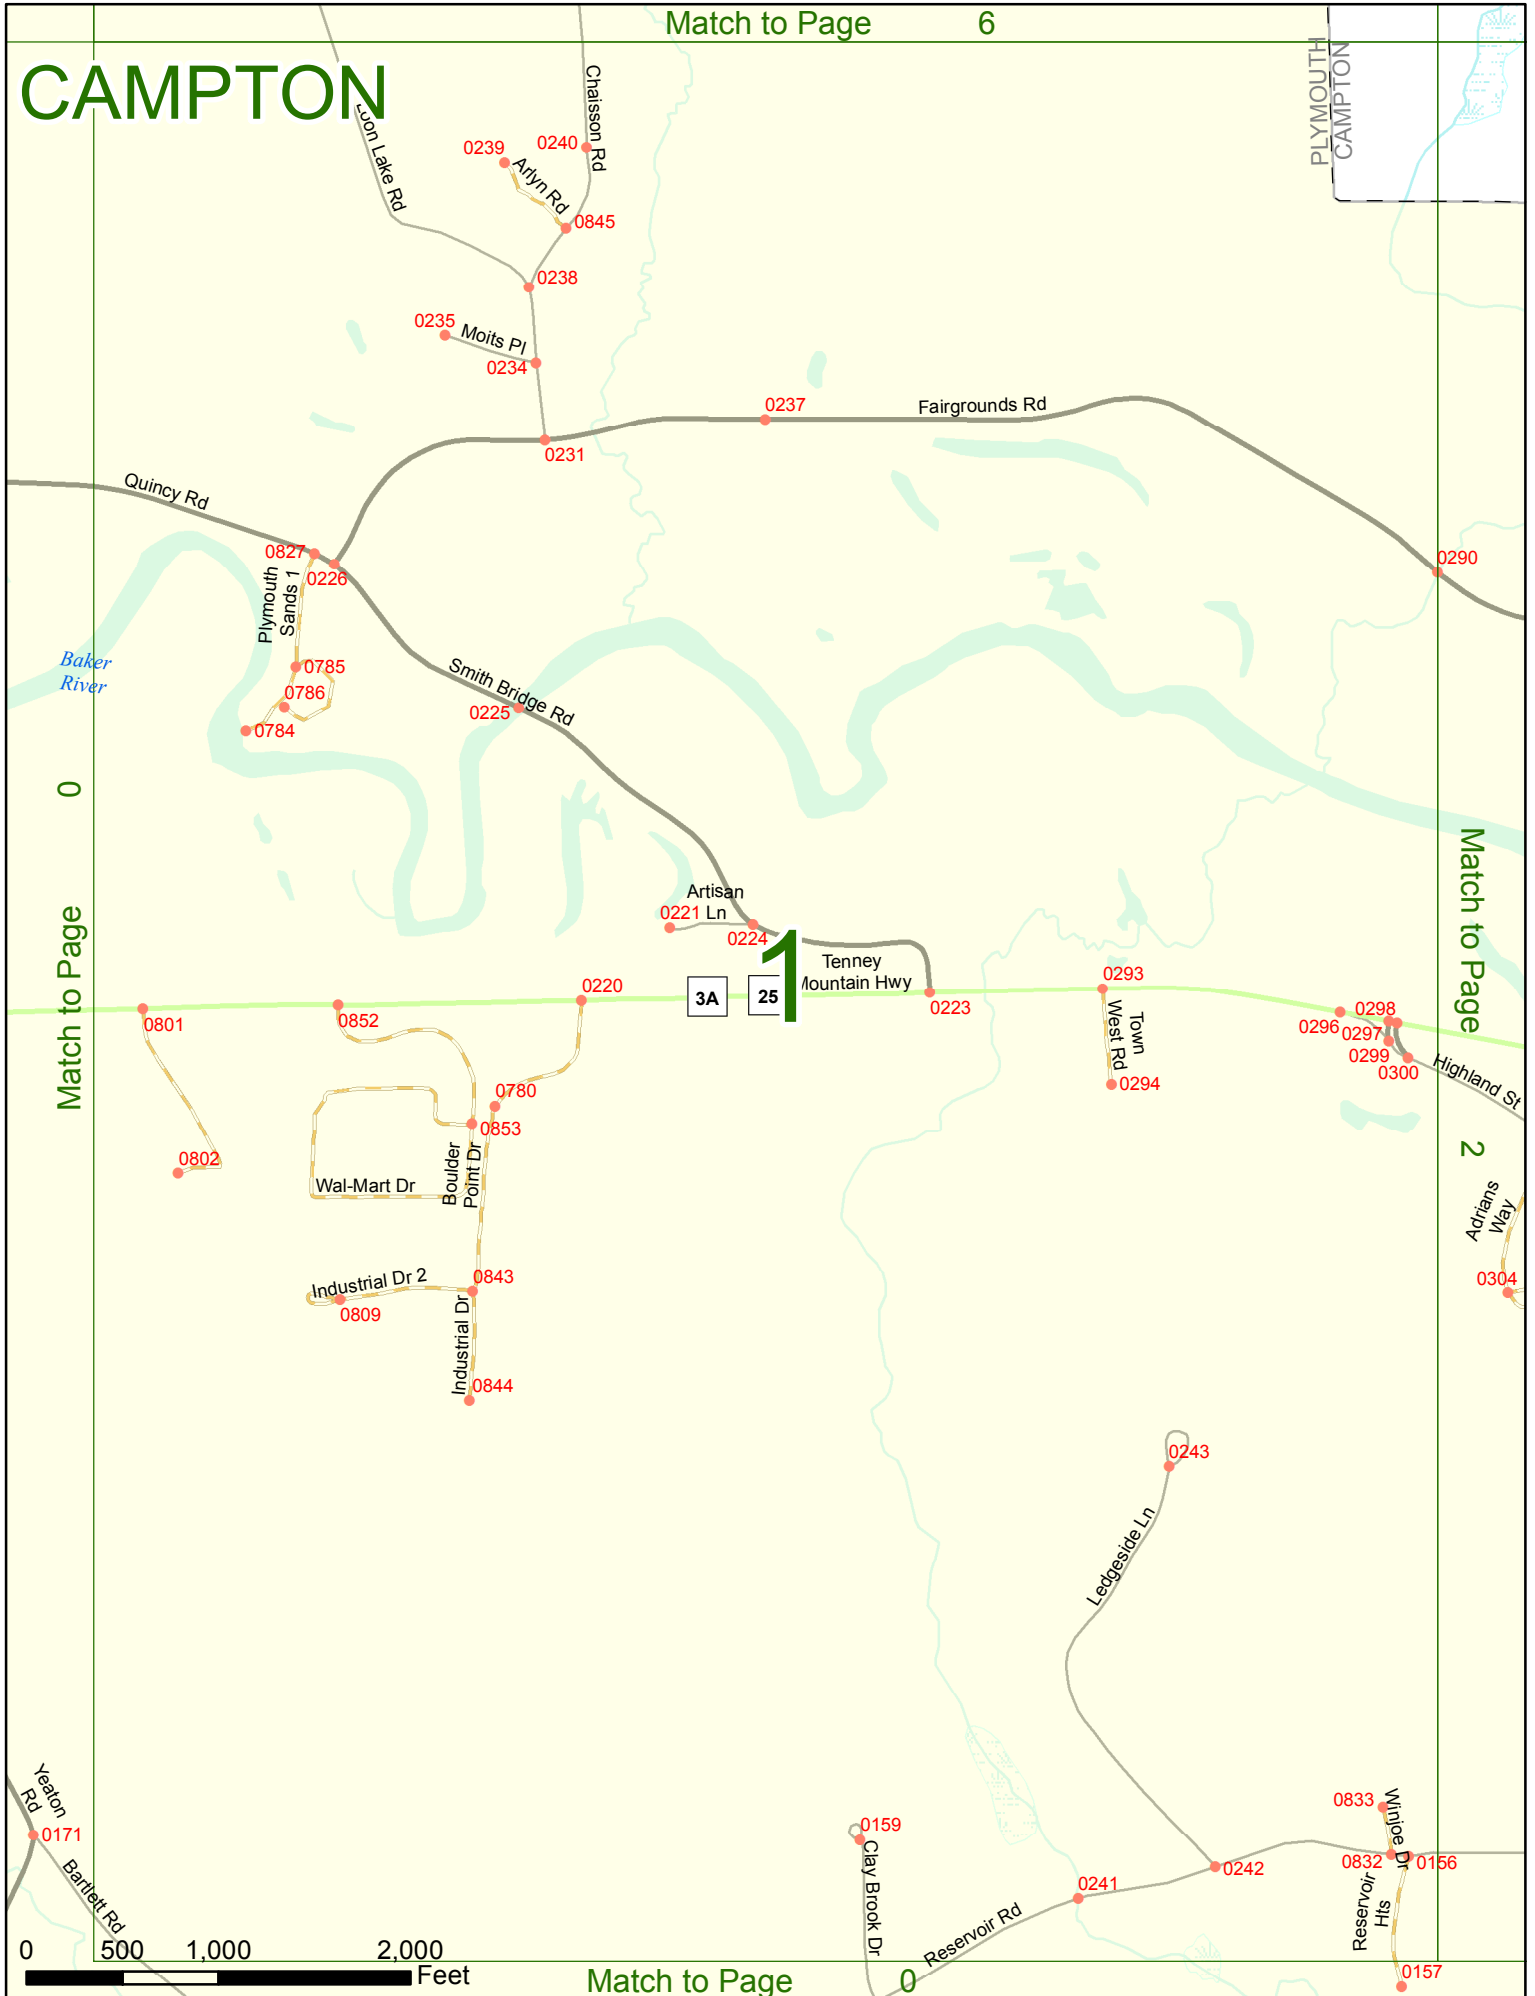 Match to Page 6
CAMPTON
PLYMOUTH
CAMPTON
Loon Lake Rd
Chaisson Rd
0239
0240
Arlyn Rd
0845
0238
0235
Moits Pl
0234
0237
Fairgrounds Rd
0231
Quincy Rd
0827
0226
0290
Plymouth
Sands 1
Baker
River
0785
0786
0784
Smith Bridge Rd
0225
0
Match to Page
Match to Page
2
Artisan
Ln
0221
0224
1
Tenney
Mountain Hwy
3A
25
0220
0223
0293
0801
0852
0296
0298
0297
0299
0300
Town
West Rd
0294
Highland St
0780
0853
0802
Boulder
Point Dr
Wal-Mart Dr
Adrians
Way
0304
0843
Industrial Dr 2
0809
Industrial Dr
0844
0243
Ledgeside Ln
Yeaton
Rd
0171
Bartlett Rd
0159
Clay Brook Dr
0833
Winjoe Dr
0832
0156
0242
0241
Reservoir Rd
Reservoir
Hts
0157
0 500 1,000 2,000
Feet
Match to Page 0